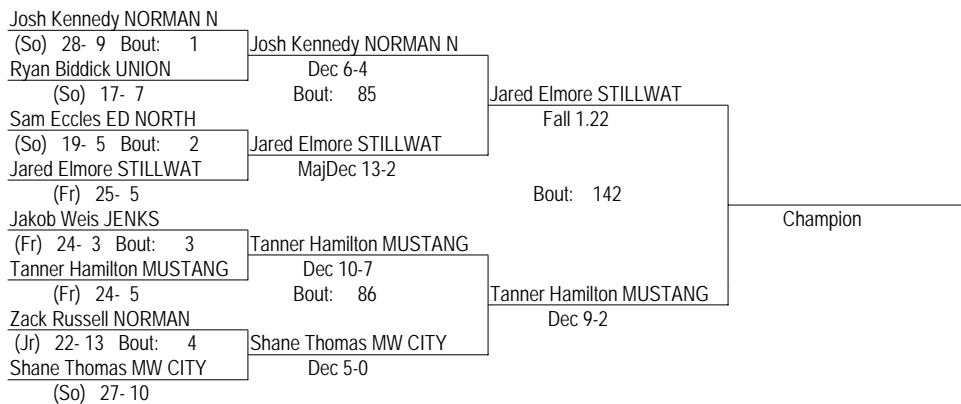 Josh Kennedy NORMAN N
(So) 28- 9 Bout: 1
Josh Kennedy NORMAN N
Ryan Biddick UNION
Dec 6-4
(So) 17- 7
Bout: 85
Jared Elmore STILLWAT
Sam Eccles ED NORTH
Fall 1.22
(So) 19- 5 Bout: 2
Jared Elmore STILLWAT
Jared Elmore STILLWAT
MajDec 13-2
(Fr) 25- 5
Bout: 142
Jakob Weis JENKS
Champion
(Fr) 24- 3 Bout: 3
Tanner Hamilton MUSTANG
Tanner Hamilton MUSTANG
Dec 10-7
(Fr) 24- 5
Bout: 86
Tanner Hamilton MUSTANG
Zack Russell NORMAN
Dec 9-2
(Jr) 22- 13 Bout: 4
Shane Thomas MW CITY
Shane Thomas MW CITY
Dec 5-0
(So) 27- 10